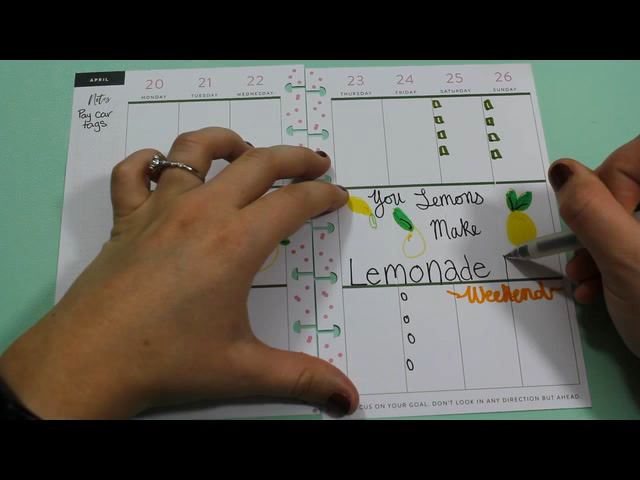 APRIL
20 21 22 23 24 25 26
MONDAY TUESDAY WEDNESDAY THURSDAY FRIDAY SATURDAY SUNDAY
Notes
Pay car
tags
You Lemons
Make
Lemonade
Weekend
CUS ON YOUR GOAL. DON'T LOOK IN ANY DIRECTION BUT AHEAD.